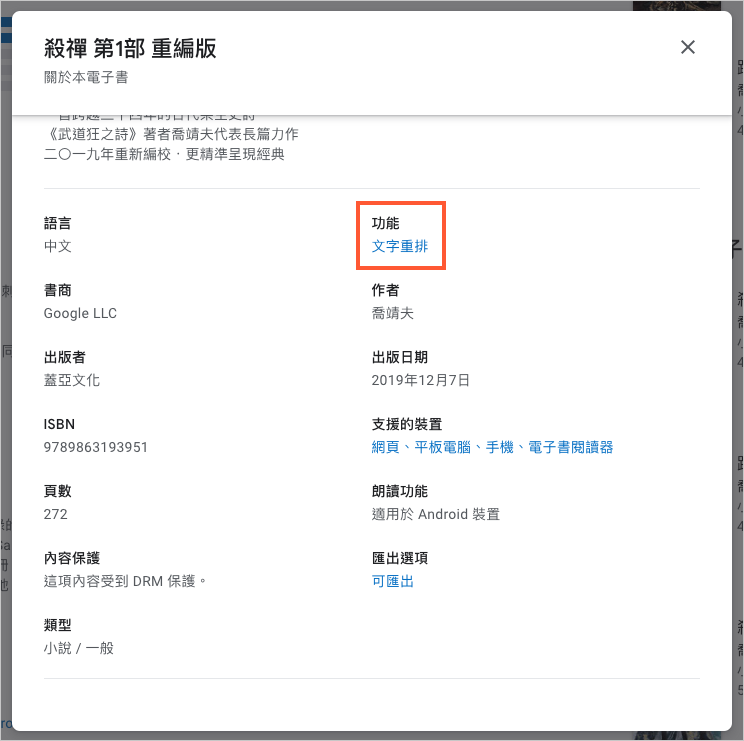 殺禪 第1部 重編版
關於本電子書
《武道狂之詩》著者喬靖夫代表長篇力作
二〇一九年重新編校．更精準呈現經典
語言
中文
功能
文字重排
書商
Google LLC
作者
喬靖夫
出版者
蓋亞文化
出版日期
2019年12月7日
ISBN
9789863193951
支援的裝置
網頁、平板電腦、手機、電子書閱讀器
頁數
272
朗讀功能
適用於 Android 裝置
內容保護
這項內容受到 DRM 保護。
匯出選項
可匯出
類型
小說 / 一般